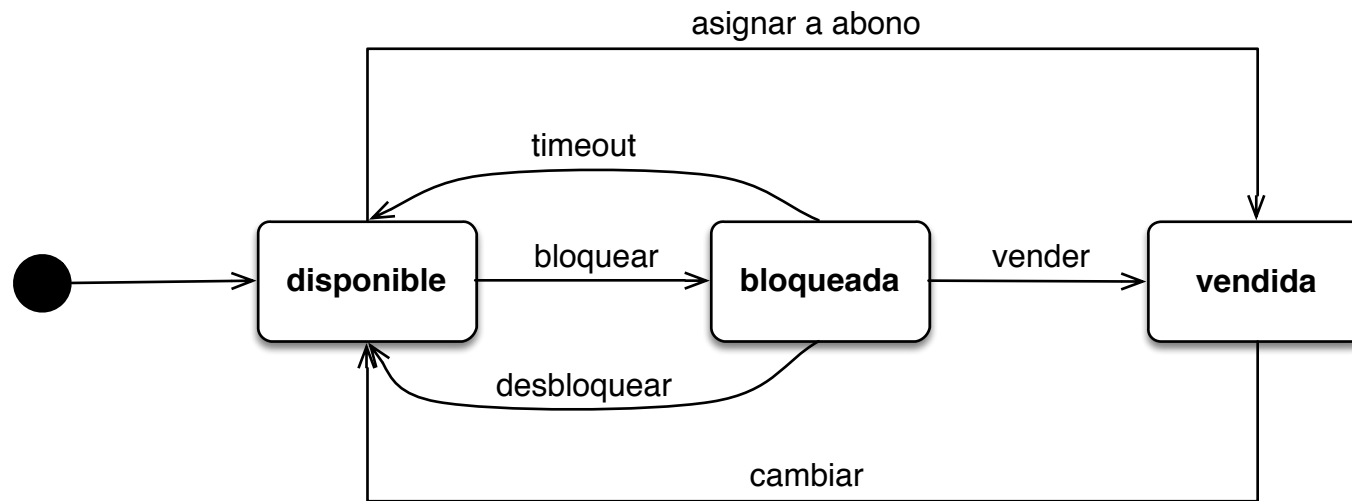 asignar a abono
timeout
disponible
bloquear
bloqueada
vender
vendida
desbloquear
cambiar